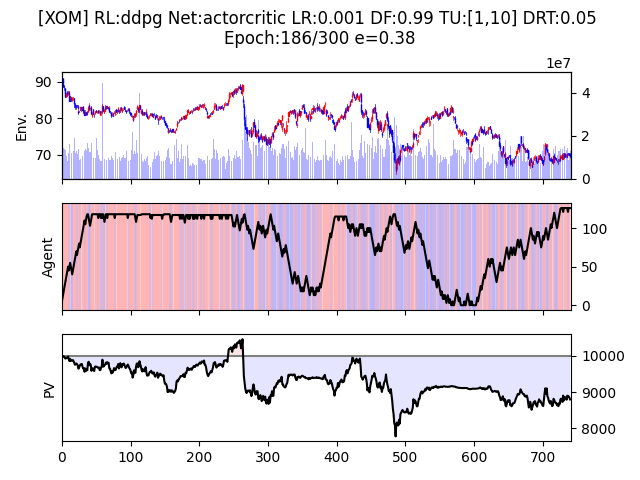 [XOM] RL:ddpg Net:actorcritic LR:0.001 DF:0.99 TU:[1,10] DRT:0.05
Epoch:186/300 e=0.38
1e7
90
80
70
Env.
4
2
0
Agent
100
50
0
PV
10000
9000
8000
0 100 200 300 400 500 600 700